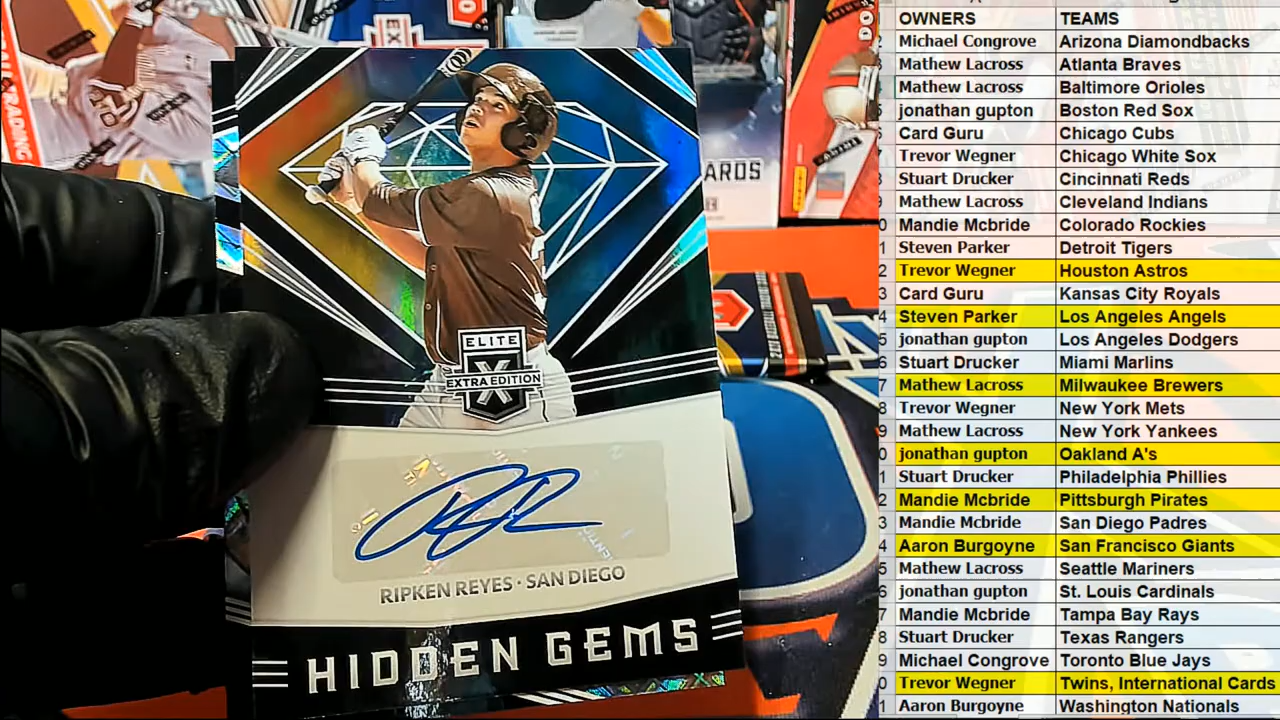 ELITE
EXTRA EDITION
X
RIPKEN REYES · SAN DIEGO
HIDDEN GEMS
TRADING
ARDS
PANINI
OWNERS TEAMS
Michael Congrove Arizona Diamondbacks
Mathew Lacross Atlanta Braves
Mathew Lacross Baltimore Orioles
jonathan gupton Boston Red Sox
Card Guru Chicago Cubs
Trevor Wegner Chicago White Sox
Stuart Drucker Cincinnati Reds
Mathew Lacross Cleveland Indians
Mandie Mcbride Colorado Rockies
Steven Parker Detroit Tigers
Trevor Wegner Houston Astros
Card Guru Kansas City Royals
Steven Parker Los Angeles Angels
jonathan gupton Los Angeles Dodgers
Stuart Drucker Miami Marlins
Mathew Lacross Milwaukee Brewers
Trevor Wegner New York Mets
Mathew Lacross New York Yankees
jonathan gupton Oakland A's
Stuart Drucker Philadelphia Phillies
Mandie Mcbride Pittsburgh Pirates
Mandie Mcbride San Diego Padres
Aaron Burgoyne San Francisco Giants
Mathew Lacross Seattle Mariners
jonathan gupton St. Louis Cardinals
Mandie Mcbride Tampa Bay Rays
Stuart Drucker Texas Rangers
Michael Congrove Toronto Blue Jays
Trevor Wegner Twins, International Cards
Aaron Burgoyne Washington Nationals